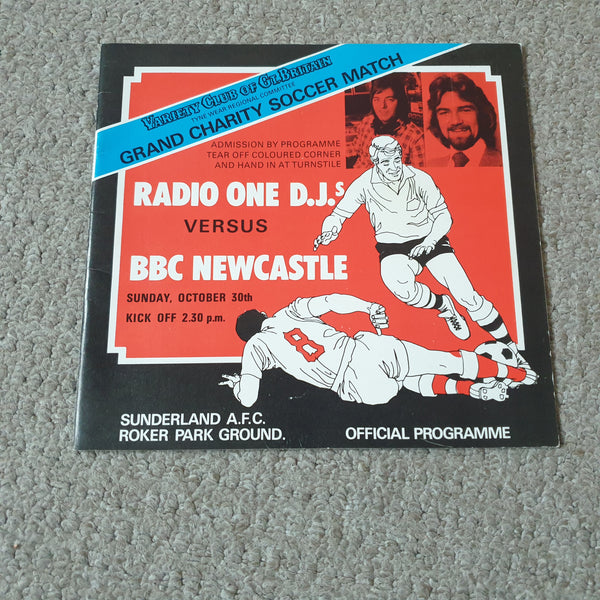 VARIETY CLUB OF GT. BRITAIN
TYNE WEAR REGIONAL COMMITTEE
GRAND CHARITY SOCCER MATCH
ADMISSION BY PROGRAMME
TEAR OFF COLOURED CORNER
AND HAND IN AT TURNSTILE
RADIO ONE D.J.s
VERSUS
BBC NEWCASTLE
SUNDAY, OCTOBER 30th
KICK OFF 2.30 p.m.
8
SUNDERLAND A.F.C.
ROKER PARK GROUND.
OFFICIAL PROGRAMME